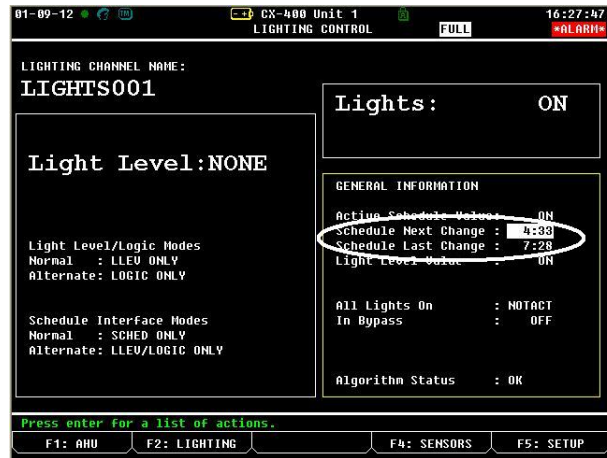 01-09-12 CX-400 Unit 1 16:27:47
LIGHTING CONTROL FULL *ALARM*
LIGHTING CHANNEL NAME:
LIGHTS001
Light Level:NONE
Light Level/Logic Modes
Normal : LLEV ONLY
Alternate: LOGIC ONLY
Schedule Interface Modes
Normal : SCHED ONLY
Alternate: LLEV/LOGIC ONLY
Lights: ON
GENERAL INFORMATION
Active Schedule Value: ON
Schedule Next Change : 4:33
Schedule Last Change : 7:28
Light Level Value : ON
All Lights On : NOTACT
In Bypass : OFF
Algorithm Status : OK
Press enter for a list of actions.
F1: AHU F2: LIGHTING F4: SENSORS F5: SETUP